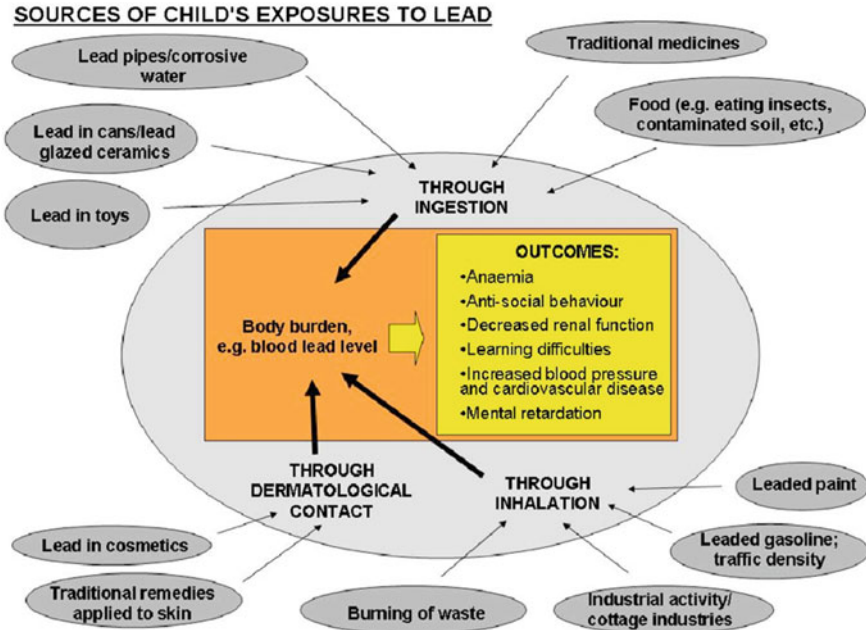 SOURCES OF CHILD'S EXPOSURES TO LEAD
Lead pipes/corrosive
water
Traditional medicines
Food (e.g. eating insects,
contaminated soil, etc.)
Lead in cans/lead
glazed ceramics
Lead in toys
THROUGH
INGESTION
Body burden,
e.g. blood lead level
OUTCOMES:
•Anaemia
•Anti-social behaviour
•Decreased renal function
•Learning difficulties
•Increased blood pressure
and cardiovascular disease
•Mental retardation
THROUGH
DERMATOLOGICAL
CONTACT
THROUGH
INHALATION
Leaded paint
Leaded gasoline;
traffic density
Lead in cosmetics
Traditional remedies
applied to skin
Burning of waste
Industrial activity/
cottage industries